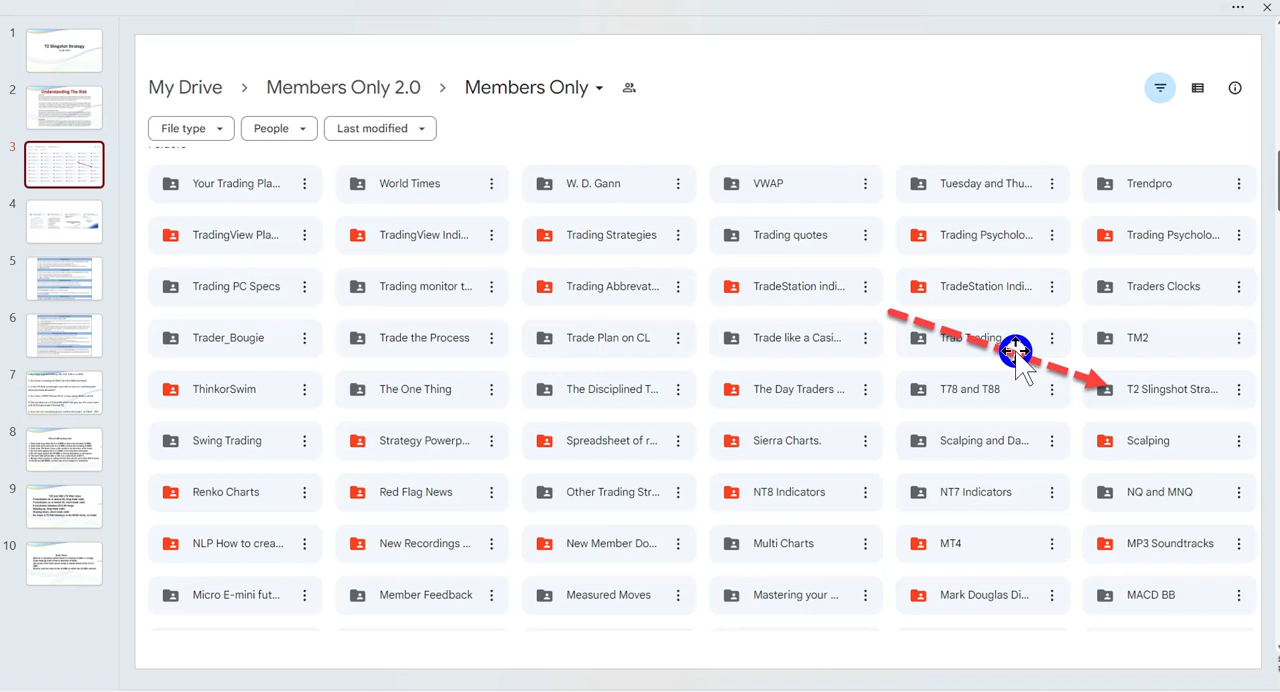 1
T2 Slingshot Strategy
2
Understanding The Risk
3
4
5
6
7
8
9
10
My Drive > Members Only 2.0 > Members Only
File type People Last modified
Folders
Your Trading Pla... World Times W. D. Gann VWAP Tuesday and Thu... Trendpro
TradingView Pla... TradingView Indi... Trading Strategies Trading quotes Trading Psycholo... Trading Psycholo...
Trading PC Specs Trading monitor t... Trading Abbrevat... indi... TradeStation Indi... Traders Clocks
Trader_Bougie Trade the Process Trade Plan on CL Trade like a Casi... Trading TM2
ThinkorSwim The One Thing The Disciplined T... The Traders ... T78 and T88 T2 Slingshot Stra...
Swing Trading Strategy Powerp... Spreadsheet of ... Charts. Scalping and Da... Scalping
Renko Charts Red Flag News Other Trading Str... Indicators NT7 Indicators NQ and MNQ
NLP How to crea... New Recordings ... New Member Do... Multi Charts MT4 MP3 Soundtracks
Micro E-mini fut... Member Feedback Measured Moves Mastering your ... Mark Douglas Di... MACD BB